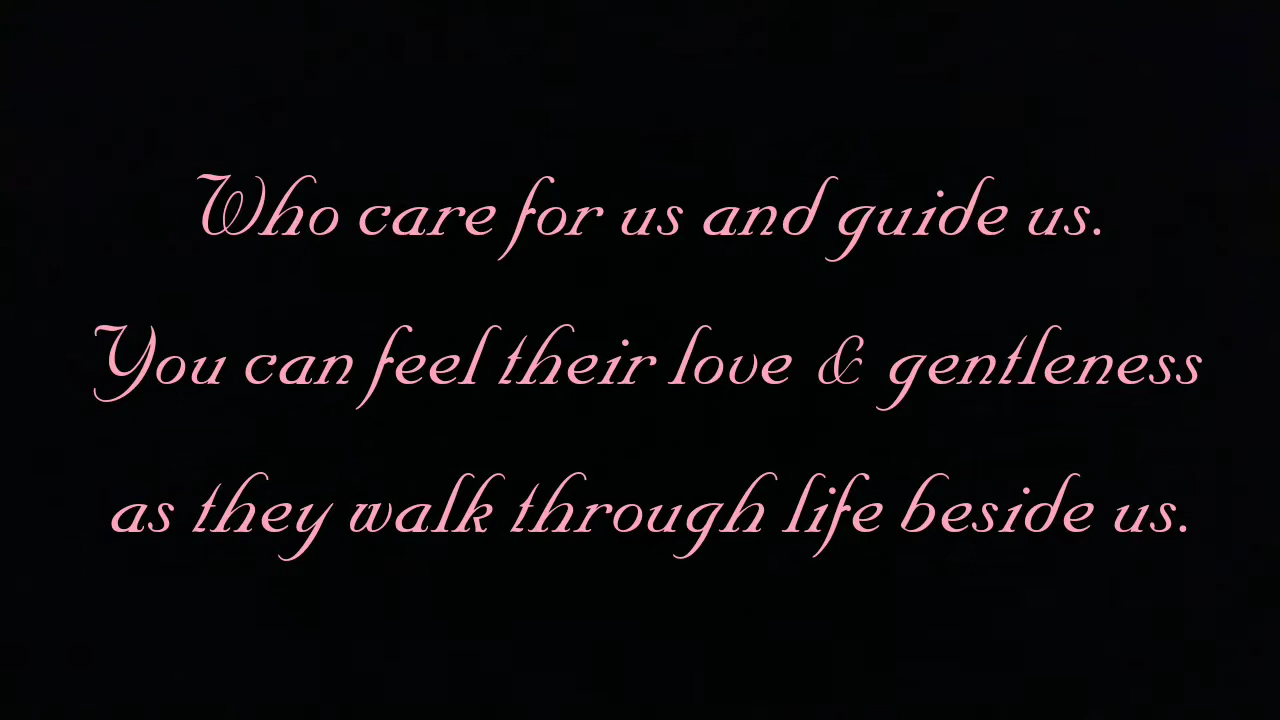 Who care for us and guide us.
You can feel their love & gentleness
as they walk through life beside us.